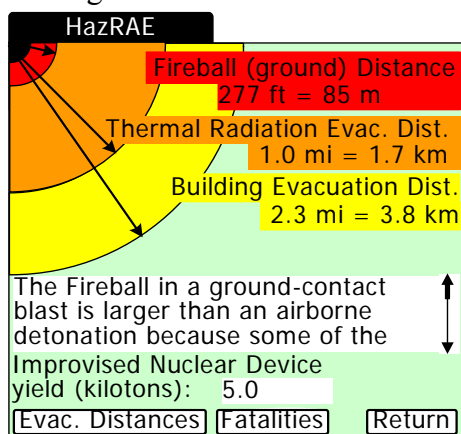 HazRAE
Fireball (ground) Distance
277 ft = 85 m
Thermal Radiation Evac. Dist.
1.0 mi = 1.7 km
Building Evacuation Dist.
2.3 mi = 3.8 km
The Fireball in a ground-contact
blast is larger than an airborne
detonation because some of the
Improvised Nuclear Device
yield (kilotons): 5.0
Evac. Distances Fatalities Return